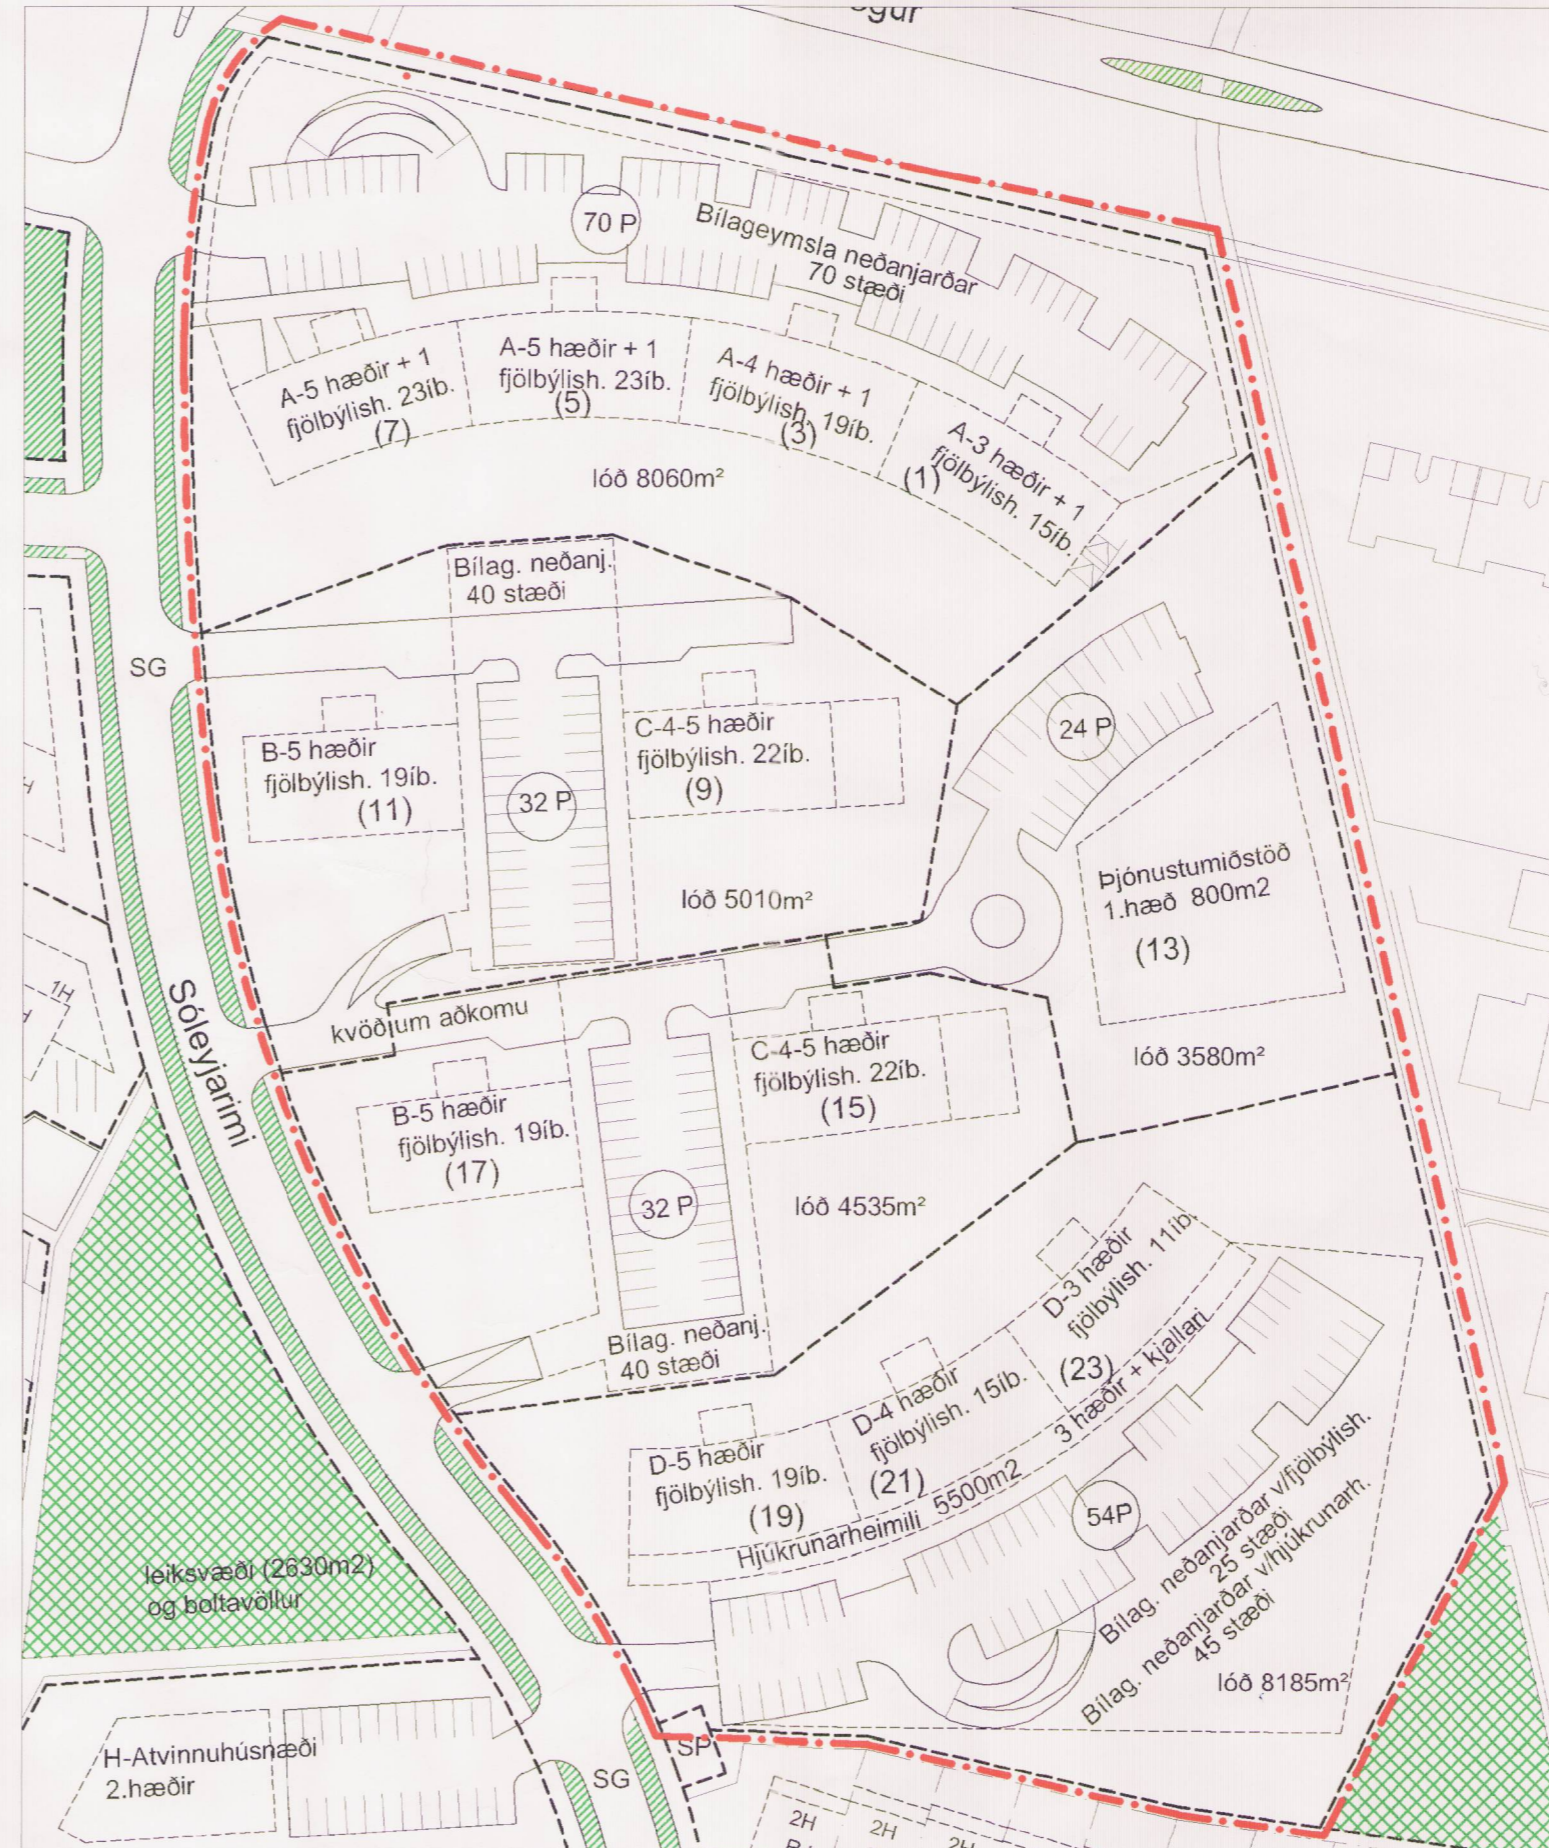 70 P
Bílageymsla neðanjarðar
70 stæði
A-5 hæðir + 1
fjölbýlish. 23íb.
(7)
A-5 hæðir + 1
fjölbýlish. 23íb.
(5)
A-4 hæðir + 1
fjölbýlish. 19íb.
(3)
A-3 hæðir + 1
fjölbýlish. 15íb.
(1)
lóð 8060m²
Bílag. neðanj.
40 stæði
SG
B-5 hæðir
fjölbýlish. 19íb.
(11)
32 P
C-4-5 hæðir
fjölbýlish. 22íb.
(9)
24 P
lóð 5010m²
Þjónustumiðstöð
1.hæð 800m2
(13)
lóð 3580m²
1H
Sóleyjarimi
kvöð um aðkomu
B-5 hæðir
fjölbýlish. 19íb.
(17)
32 P
C-4-5 hæðir
fjölbýlish. 22íb.
(15)
lóð 4535m²
Bílag. neðanj.
40 stæði
D-3 hæðir
fjölbýlish. 11íb.
(23)
D-4 hæðir
fjölbýlish. 15íb.
(21)
D-5 hæðir
fjölbýlish. 19íb.
(19)
Hjúkrunarheimili 5500m2 3 hæðir + kjallari
54P
Bílag. neðanjarðar v/fjölbýlish.
25 stæði
Bílag. neðanjarðar v/hjúkrunarh.
45 stæði
lóð 8185m²
leiksvæði (2630m2)
og boltavöllur
H-Atvinnuhúsnæði
2.hæðir
SG
SP
2H
2H
2H